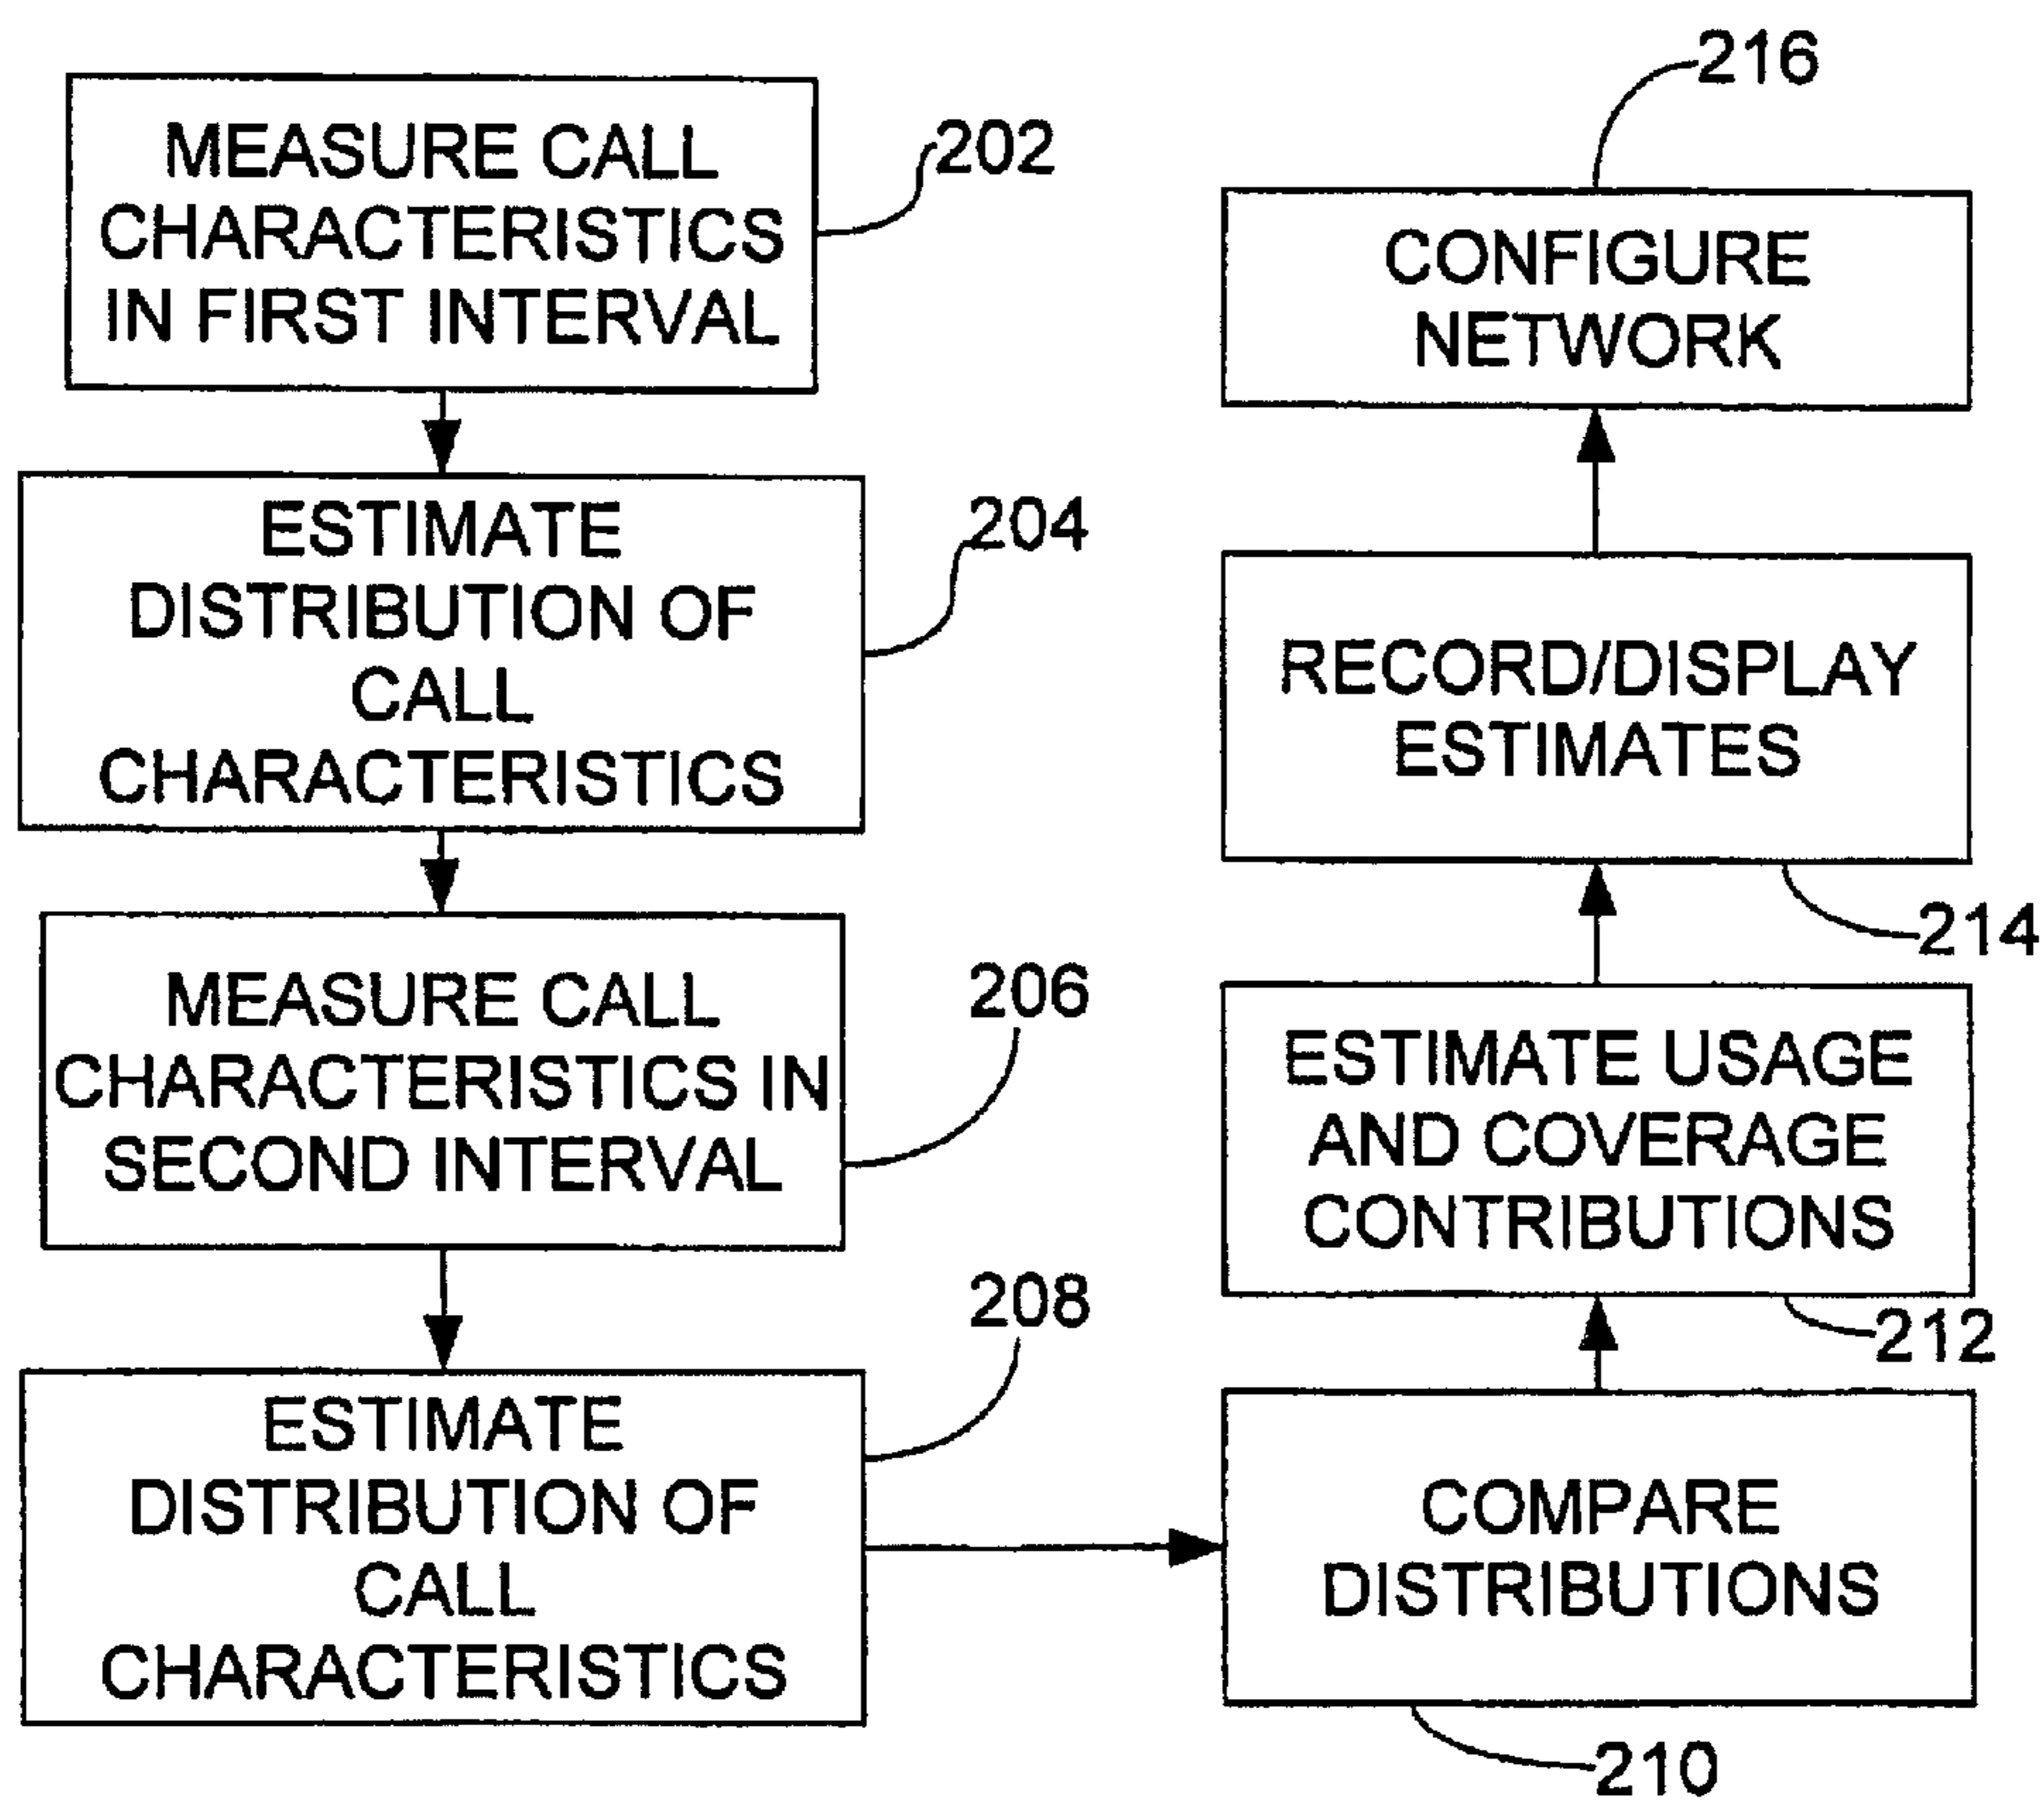 MEASURE CALL
CHARACTERISTICS
IN FIRST INTERVAL
202
ESTIMATE
DISTRIBUTION OF
CALL
CHARACTERISTICS
204
MEASURE CALL
CHARACTERISTICS IN
SECOND INTERVAL
206
ESTIMATE
DISTRIBUTION OF
CALL
CHARACTERISTICS
208
COMPARE
DISTRIBUTIONS
210
ESTIMATE USAGE
AND COVERAGE
CONTRIBUTIONS
212
RECORD/DISPLAY
ESTIMATES
214
CONFIGURE
NETWORK
216